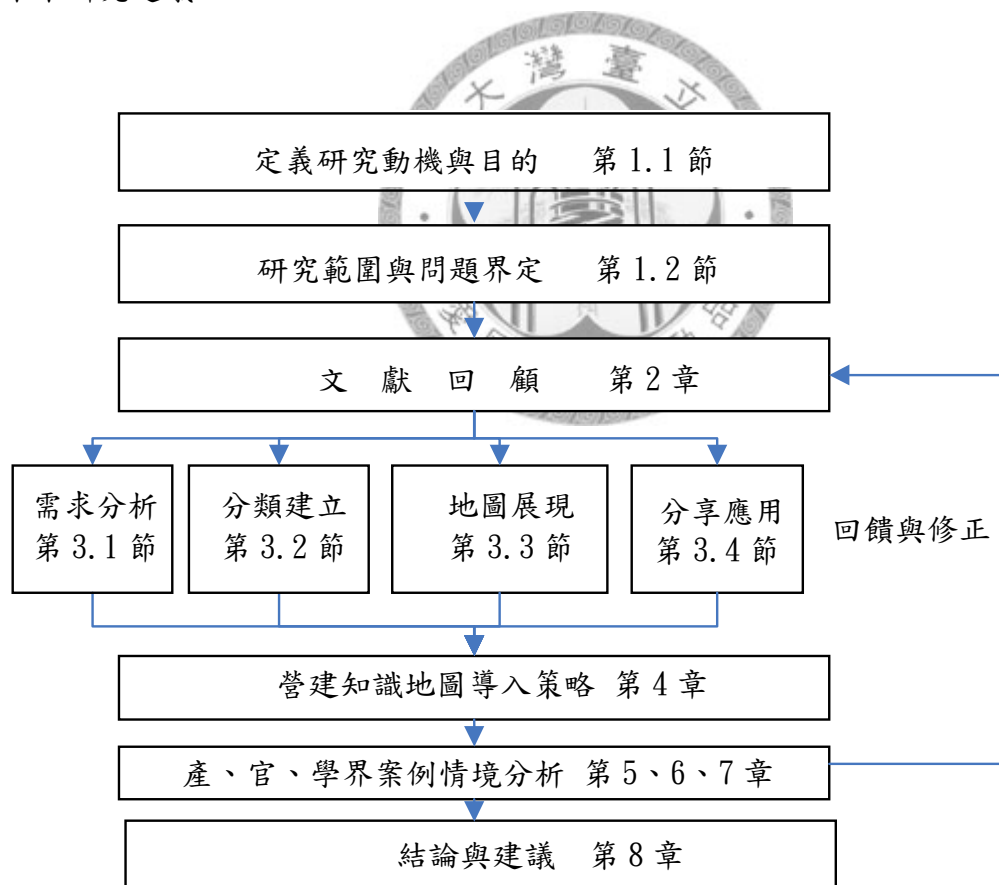 大灣臺立
定義研究動機與目的 第 1.1 節
研究範圍與問題界定 第 1.2 節
文 獻 回 顧 第 2 章
需求分析
第 3.1 節
分類建立
第 3.2 節
地圖展現
第 3.3 節
分享應用
第 3.4 節
回饋與修正
營建知識地圖導入策略 第 4 章
產、官、學界案例情境分析 第 5、6、7 章
結論與建議 第 8 章